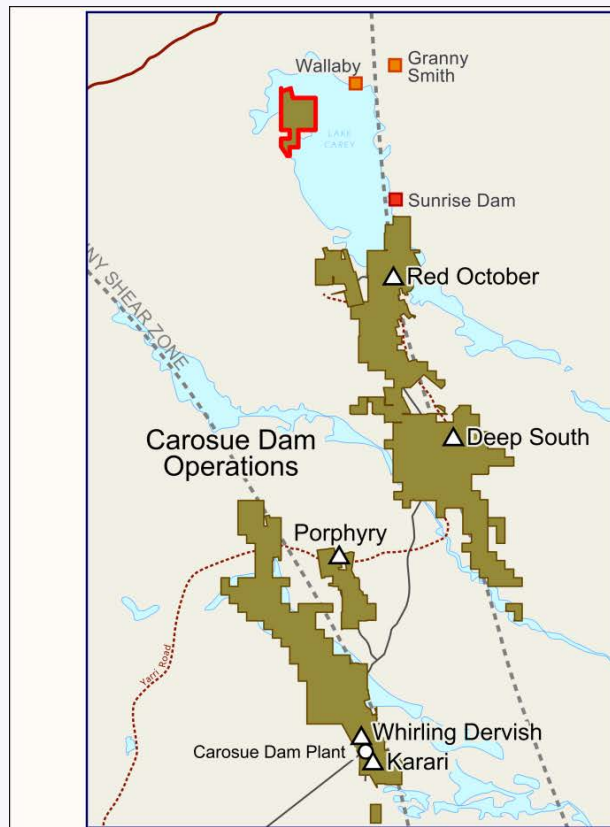 Wallaby
Granny
Smith
LAKE
CAREY
Sunrise Dam
Red October
NY SHEAR ZONE
Carosue Dam
Operations
Deep South
Porphyry
Yarri Road
Whirling Dervish
Carosue Dam Plant
Karari